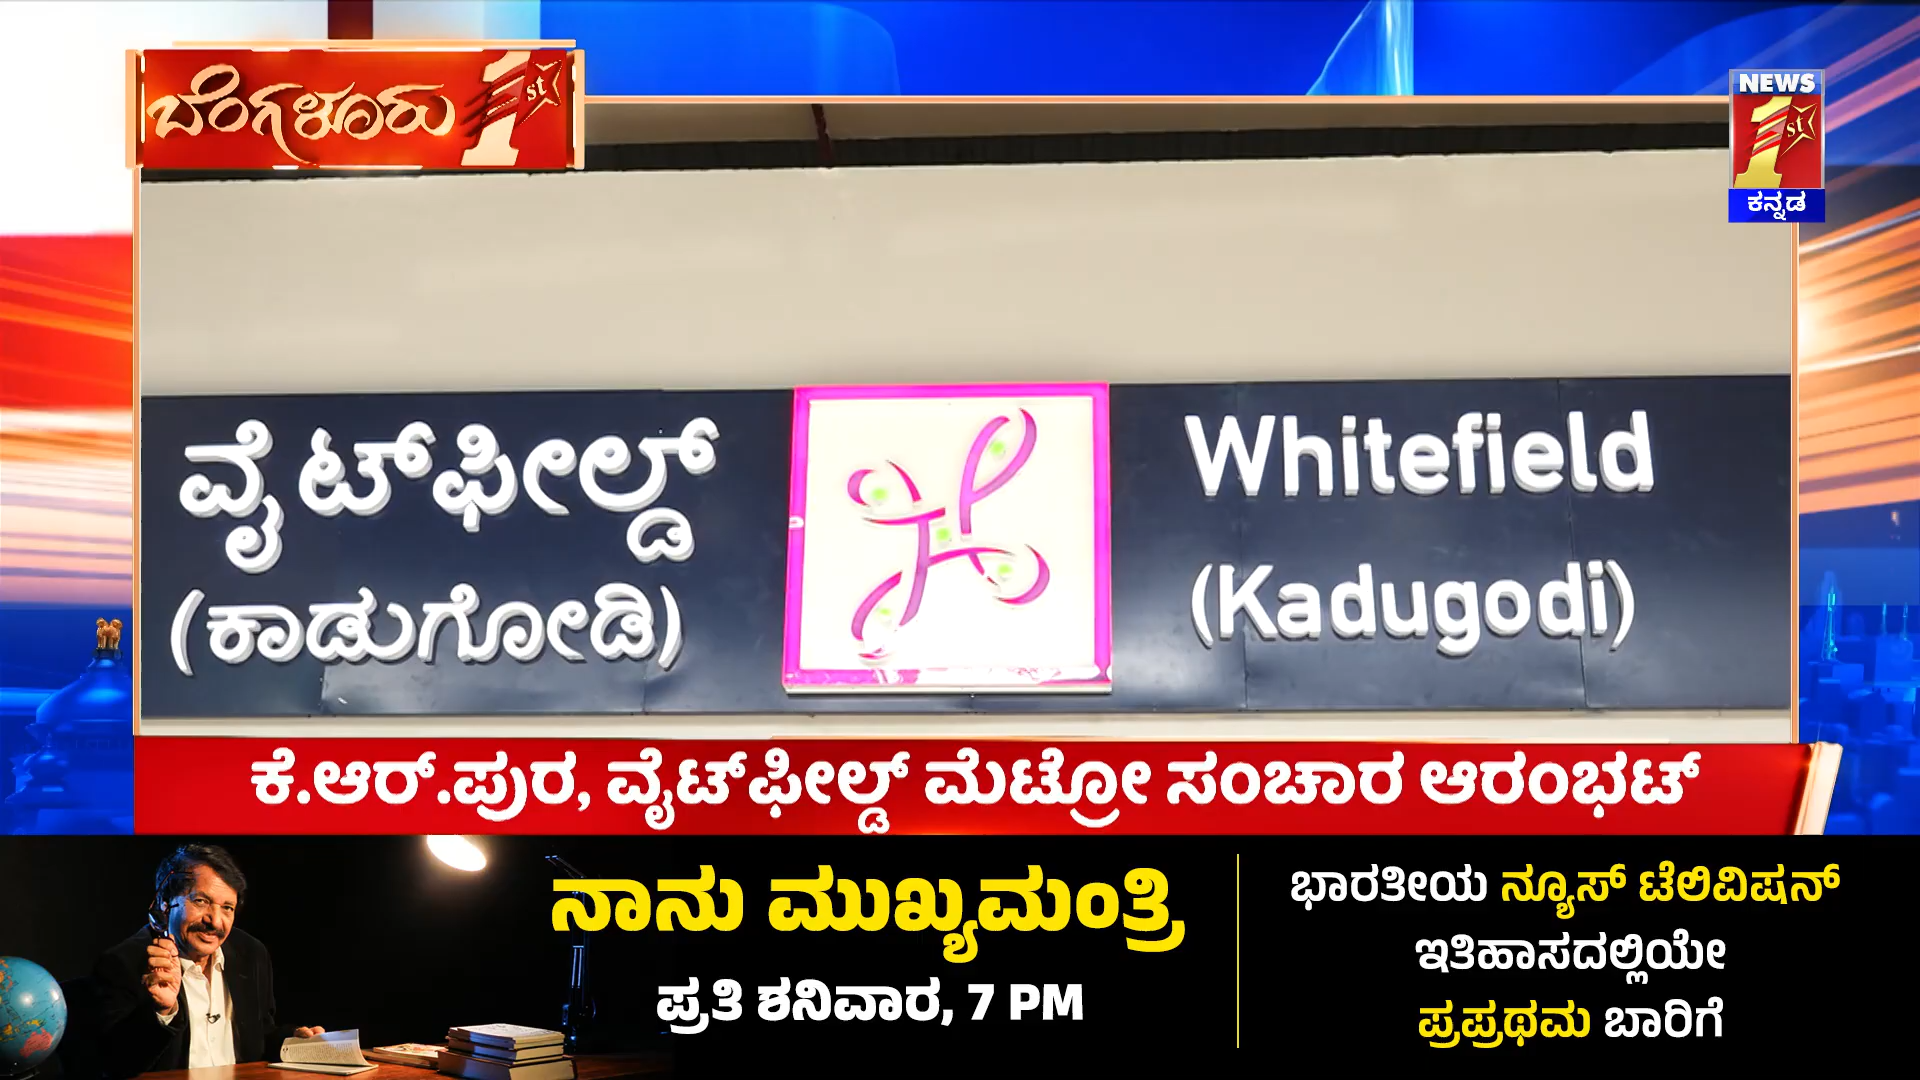 ಬೆಂಗಳೂರು 1st
NEWS
1st
ಕನ್ನಡ
ವೈಟ್‌ಫೀಲ್ಡ್
(ಕಾಡುಗೋಡಿ)
Whitefield
(Kadugodi)
ಕೆ.ಆರ್.ಪುರ, ವೈಟ್‌ಫೀಲ್ಡ್ ಮೆಟ್ರೋ ಸಂಚಾರ ಆರಂಭಟ್
ನಾನು ಮುಖ್ಯಮಂತ್ರಿ
ಪ್ರತಿ ಶನಿವಾರ, 7 PM
ಭಾರತೀಯ ನ್ಯೂಸ್ ಟೆಲಿವಿಷನ್
ಇತಿಹಾಸದಲ್ಲಿಯೇ
ಪ್ರಪ್ರಥಮ ಬಾರಿಗೆ